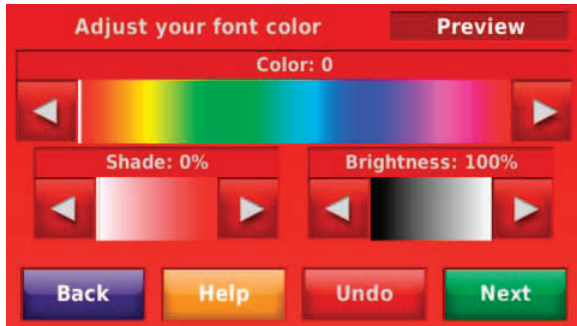 Adjust your font color Preview
Color: 0
Shade: 0% Brightness: 100%
Back Help Undo Next